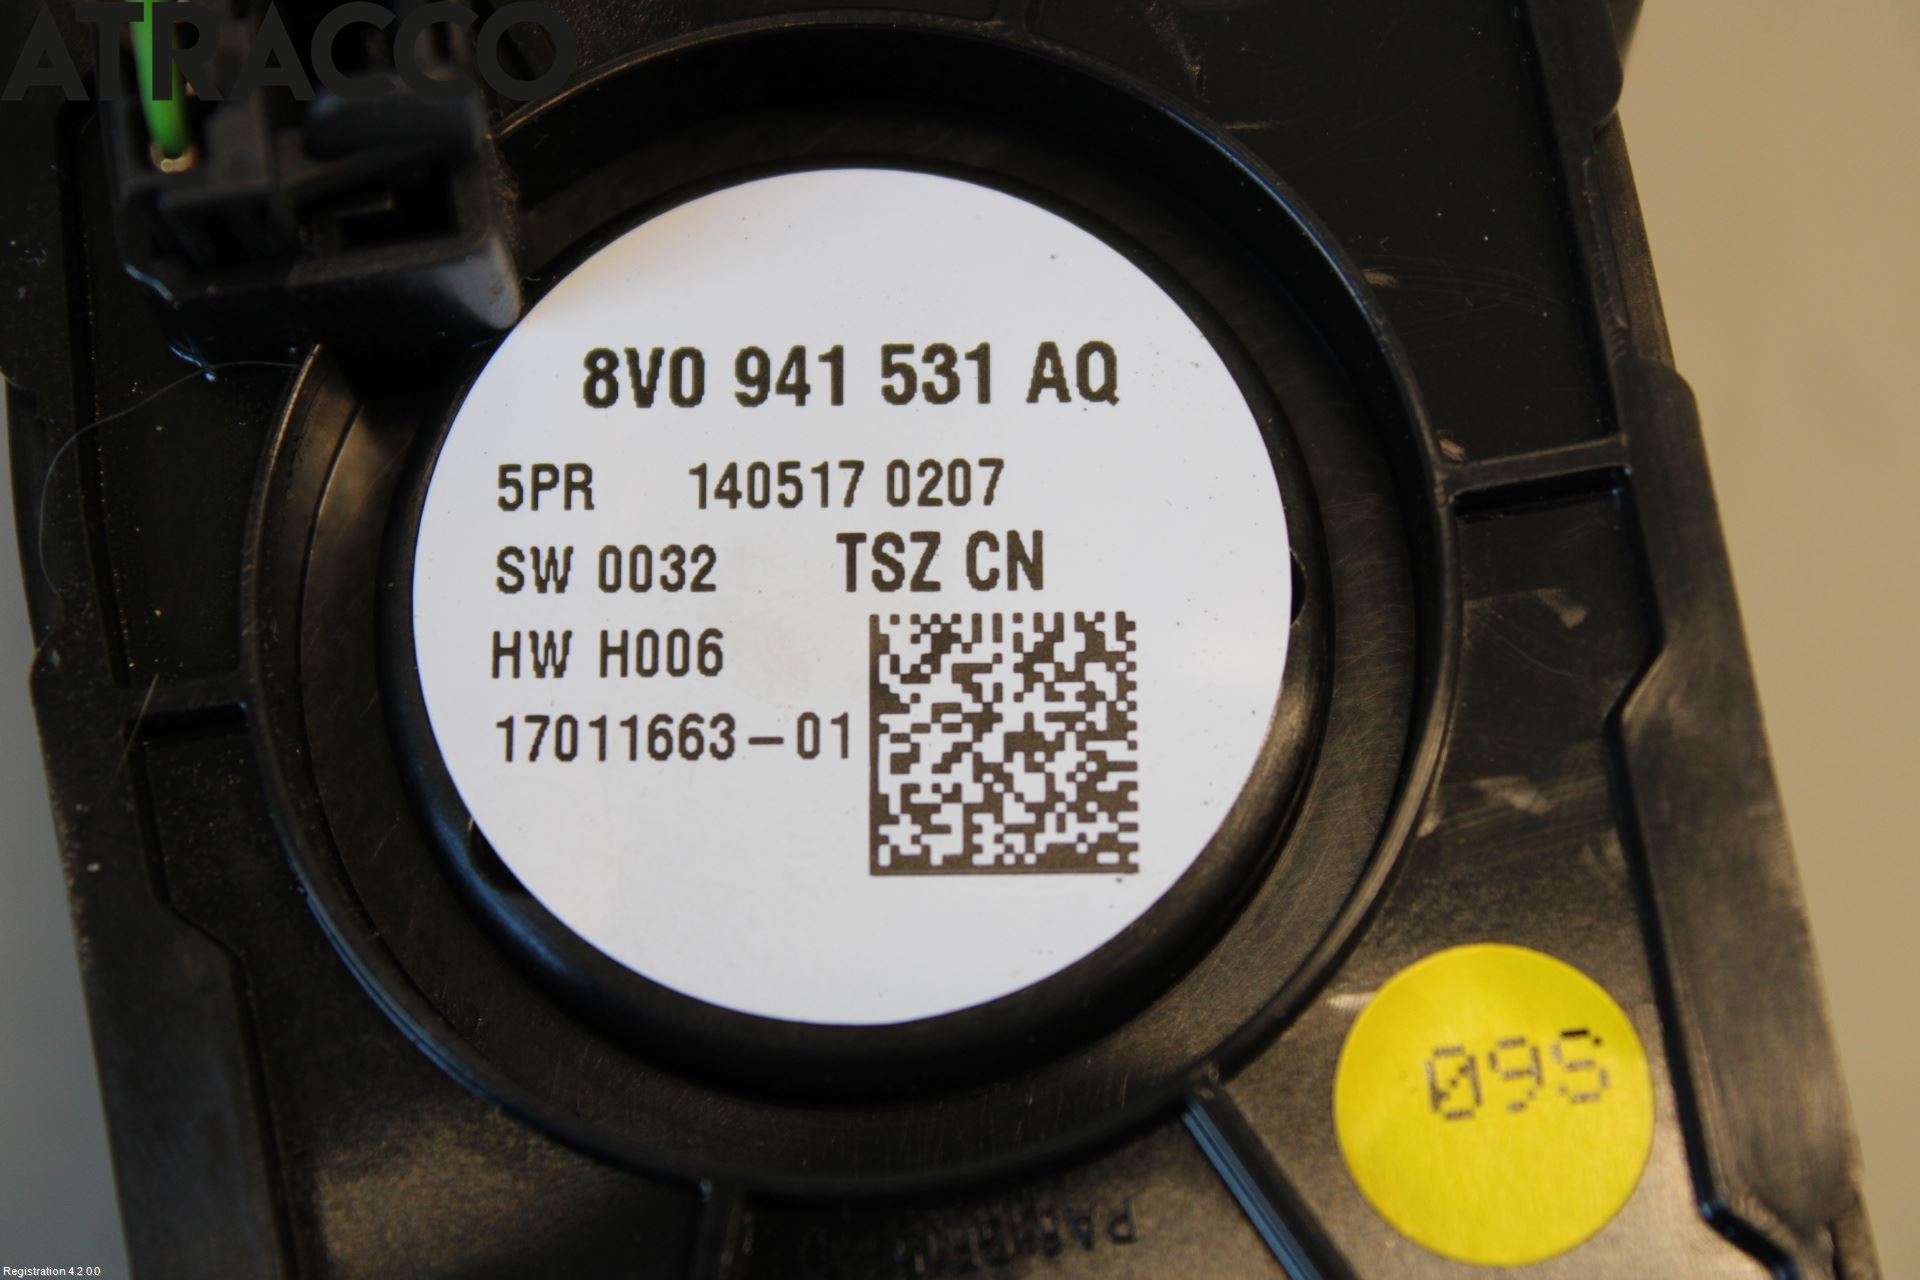 ATRACCO
8V0 941 531 AQ
5PR 140517 0207
SW 0032 TSZ CN
HW H006
17011663-01
095
Registration 4.2.0.0